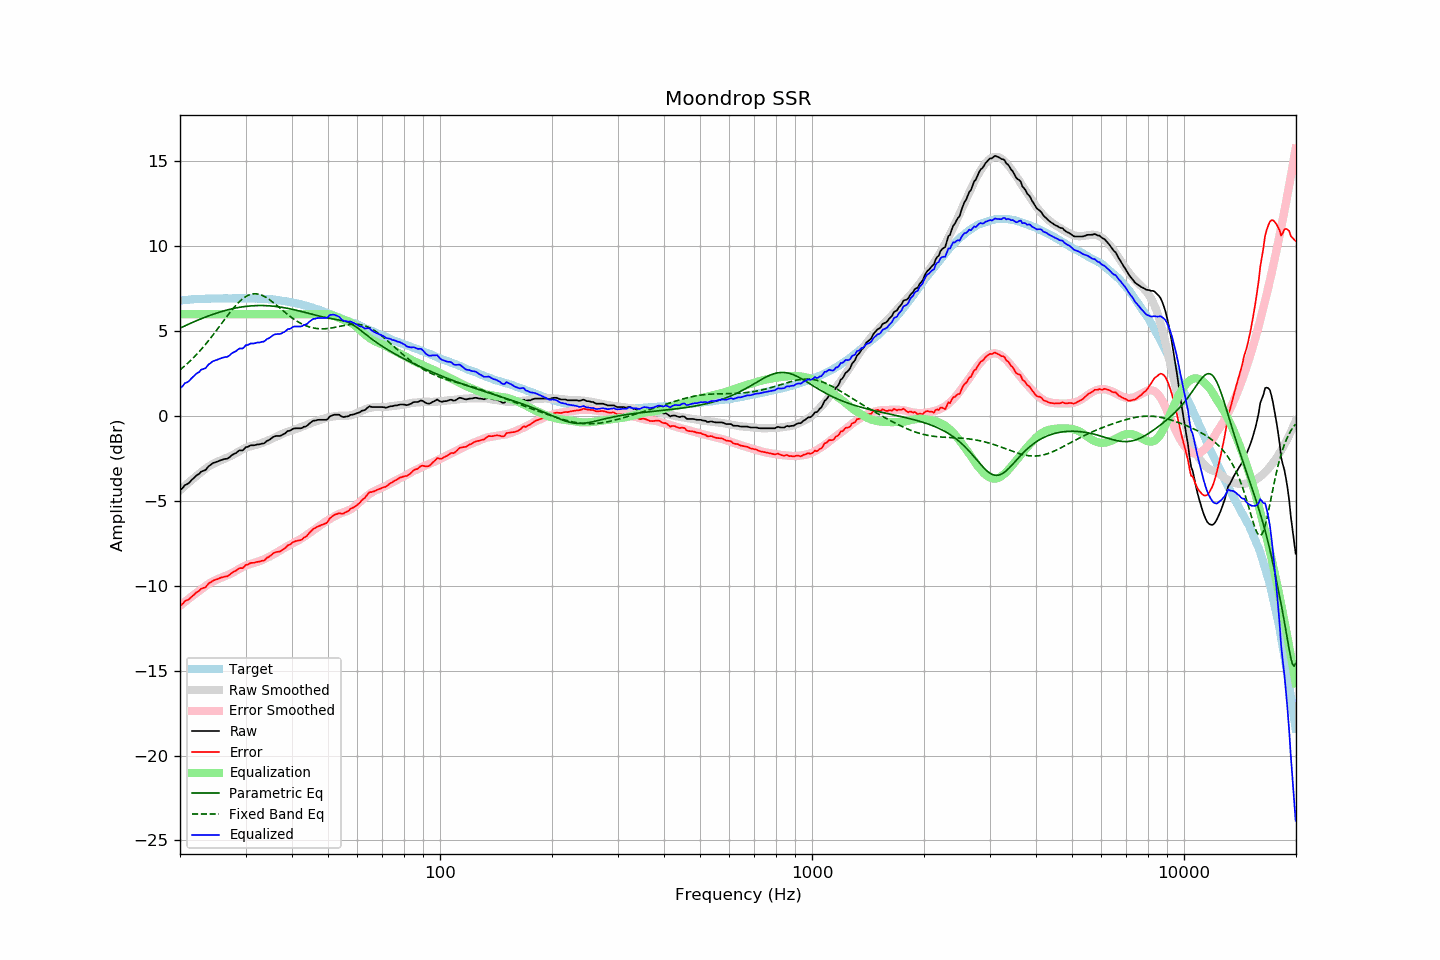 Moondrop SSR
Amplitude (dBr)
15
10
5
0
−5
−10
−15
−20
−25
Target
Raw Smoothed
Error Smoothed
Raw
Error
Equalization
Parametric Eq
Fixed Band Eq
Equalized
100
1000
10000
Frequency (Hz)